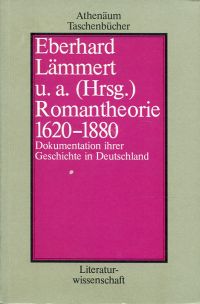 Athenäum
Taschenbücher
Eberhard
Lämmert
u. a. (Hrsg.)
Romantheorie
1620–1880
Dokumentation ihrer
Geschichte in Deutschland
Literatur-
wissenschaft